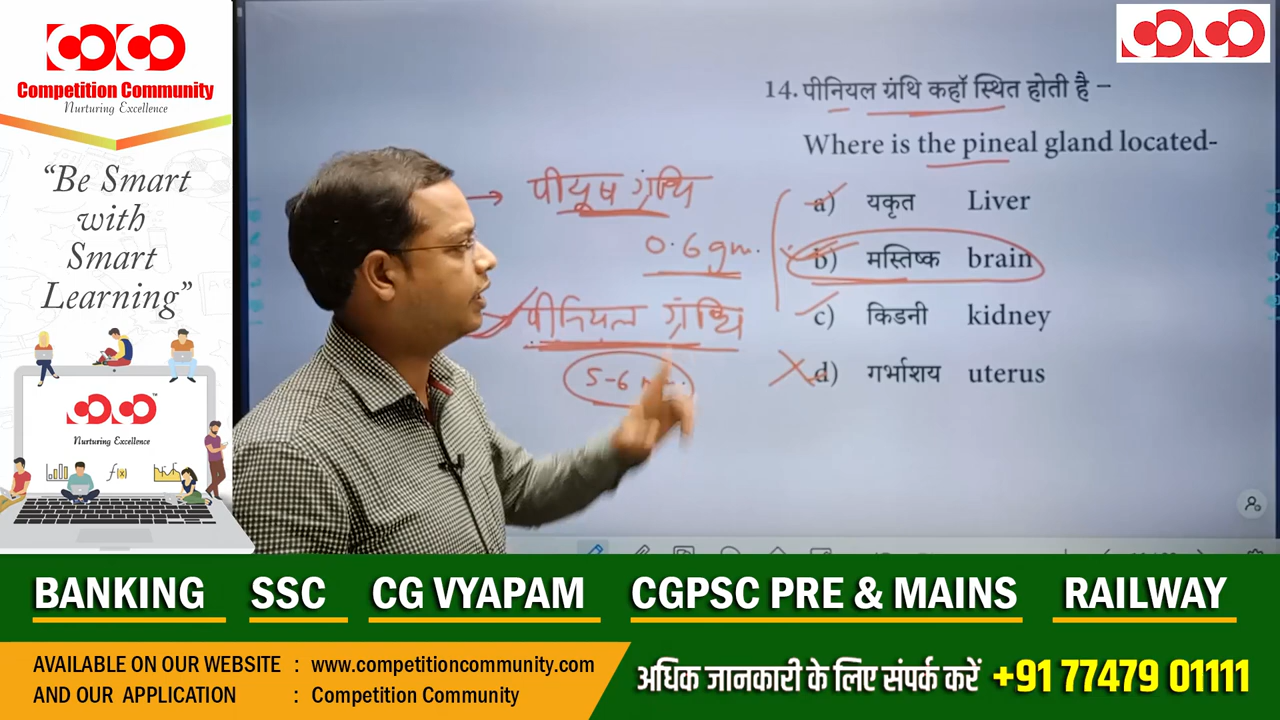 Competition Community
Nurturing Excellence
“Be Smart
with
Smart
Learning”
Nurturing Excellence
f(x)
14. पीनियल ग्रंथि कहाॅ स्थित होती है –
Where is the pineal gland located-
a) यकृत Liver
b) मस्तिष्क brain
c) किडनी kidney
d) गर्भाशय uterus
→ पीयूष ग्रंथि
0.6 gm.
पीनियल ग्रंथि
5-6
BANKING SSC CG VYAPAM CGPSC PRE & MAINS RAILWAY
AVAILABLE ON OUR WEBSITE : www.competitioncommunity.com
AND OUR APPLICATION : Competition Community
अधिक जानकारी के लिए संपर्क करें +91 77479 01111